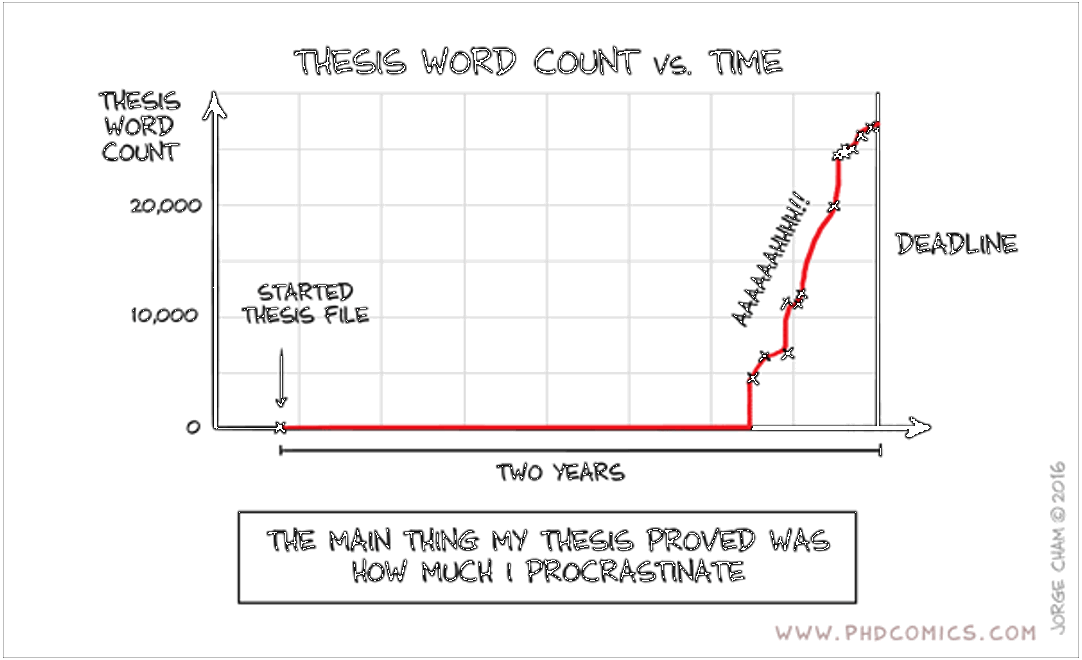 THESIS WORD COUNT VS. TIME
THESIS
WORD
COUNT
20,000
10,000
0
STARTED
THESIS FILE
AAAAAAHHHH!!
DEADLINE
TWO YEARS
THE MAIN THING MY THESIS PROVED WAS
HOW MUCH I PROCRASTINATE
WWW.PHDCOMICS.COM
JORGE CHAM © 2016